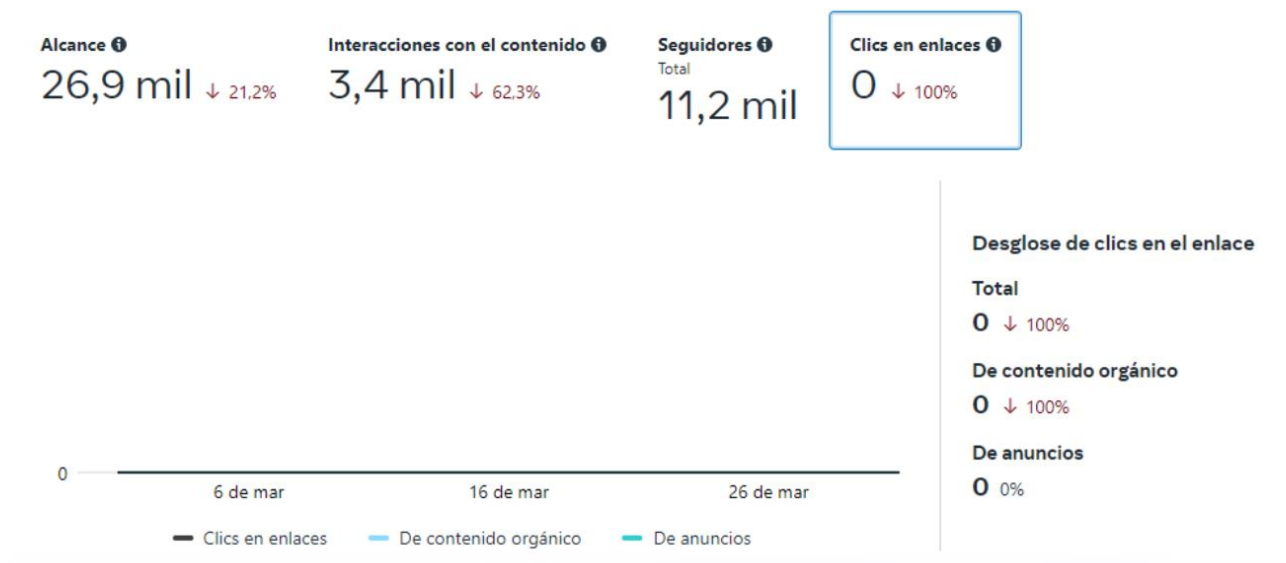 Alcance
26,9 mil ↓ 21,2%
Interacciones con el contenido
3,4 mil ↓ 62,3%
Seguidores
Total
11,2 mil
Clics en enlaces
0 ↓ 100%
Desglose de clics en el enlace
Total
0 ↓ 100%
De contenido orgánico
0 ↓ 100%
De anuncios
0 0%
0
6 de mar
16 de mar
26 de mar
Clics en enlaces
De contenido orgánico
De anuncios